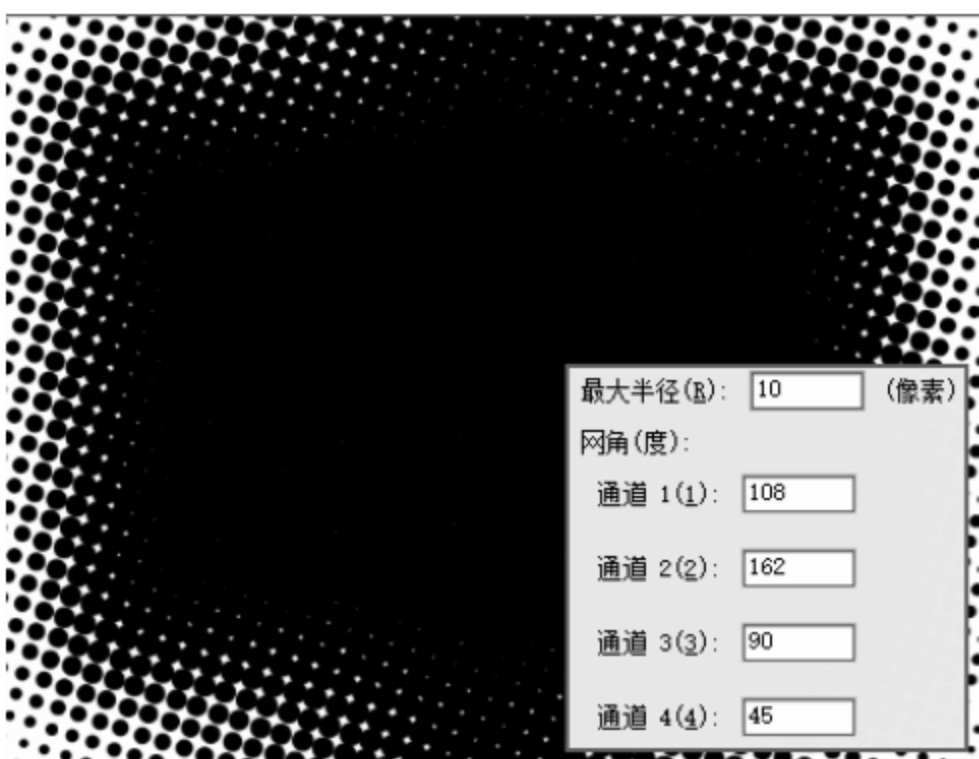 最大半径(R): 10 (像素)
网角(度):
通道 1(1): 108
通道 2(2): 162
通道 3(3): 90
通道 4(4): 45